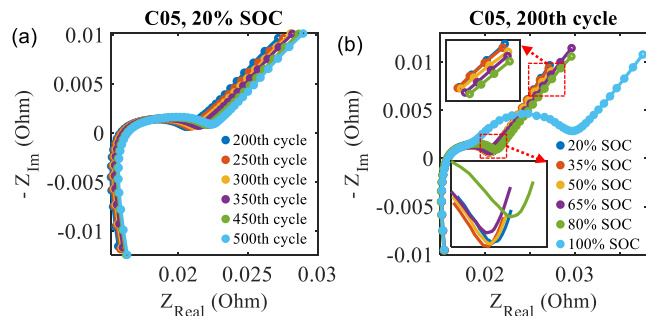 (a)
C05, 20% SOC
0.01
0.005
0
-0.005
-0.01
- Z_Im (Ohm)
200th cycle
250th cycle
300th cycle
350th cycle
450th cycle
500th cycle
0.02
0.025
0.03
Z_Real (Ohm)
(b)
C05, 200th cycle
0.01
0.005
0
-0.005
-0.01
- Z_Im (Ohm)
20% SOC
35% SOC
50% SOC
65% SOC
80% SOC
100% SOC
0.02
0.03
Z_Real (Ohm)